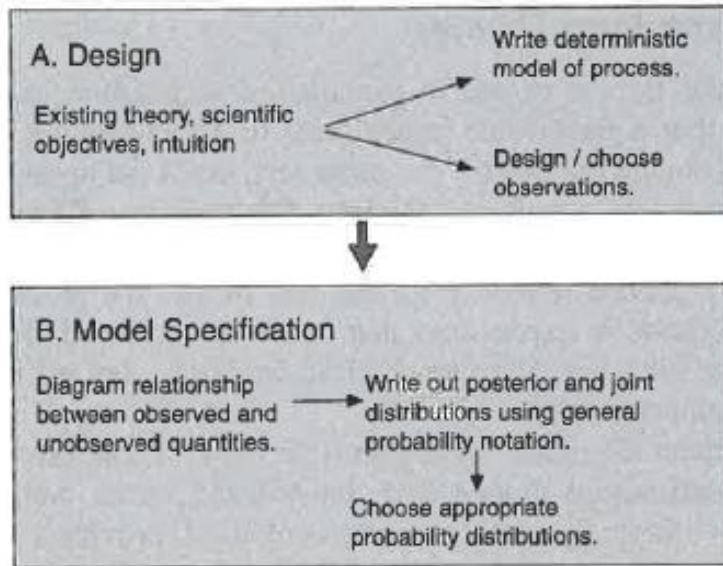 A. Design
Existing theory, scientific
objectives, intuition
Write deterministic
model of process.
Design / choose
observations.
B. Model Specification
Diagram relationship
between observed and
unobserved quantities.
Write out posterior and joint
distributions using general
probability notation.
Choose appropriate
probability distributions.